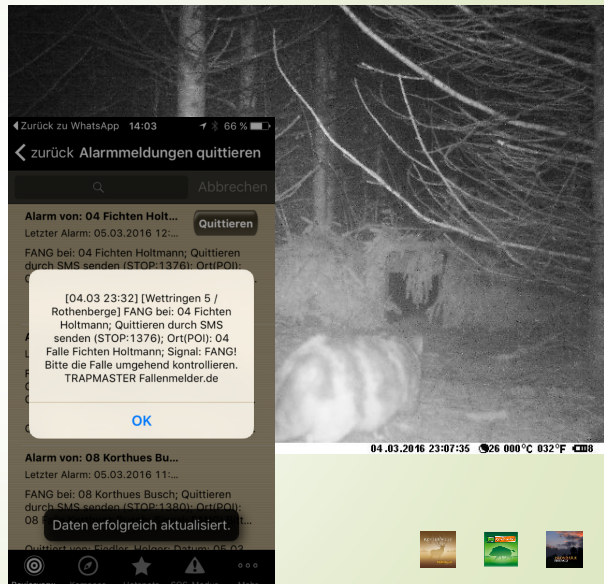 Zurück zu WhatsApp 14:03 66 %
zurück Alarmmeldungen quittieren
Abbrechen
Alarm von: 04 Fichten Holt...
Quittieren
Letzter Alarm: 05.03.2016 12:...
FANG bei: 04 Fichten Holtmann; Quittieren
durch SMS senden (STOP:1376); Ort(POI):
[04.03 23:32] [Wettringen 5 /
Rothenberge] FANG bei: 04 Fichten
Holtmann; Quittieren durch SMS
senden (STOP:1376); Ort(POI): 04
Falle Fichten Holtmann; Signal: FANG!
Bitte die Falle umgehend kontrollieren.
TRAPMASTER Fallenmelder.de
OK
Alarm von: 08 Korthues Bu...
Letzter Alarm: 05.03.2016 11:...
FANG bei: 08 Korthues Busch; Quittieren
durch SMS senden (STOP:1380); Ort(POI):
Daten erfolgreich aktualisiert.
04.03.2016 23:07:35 26 000°C 032°F